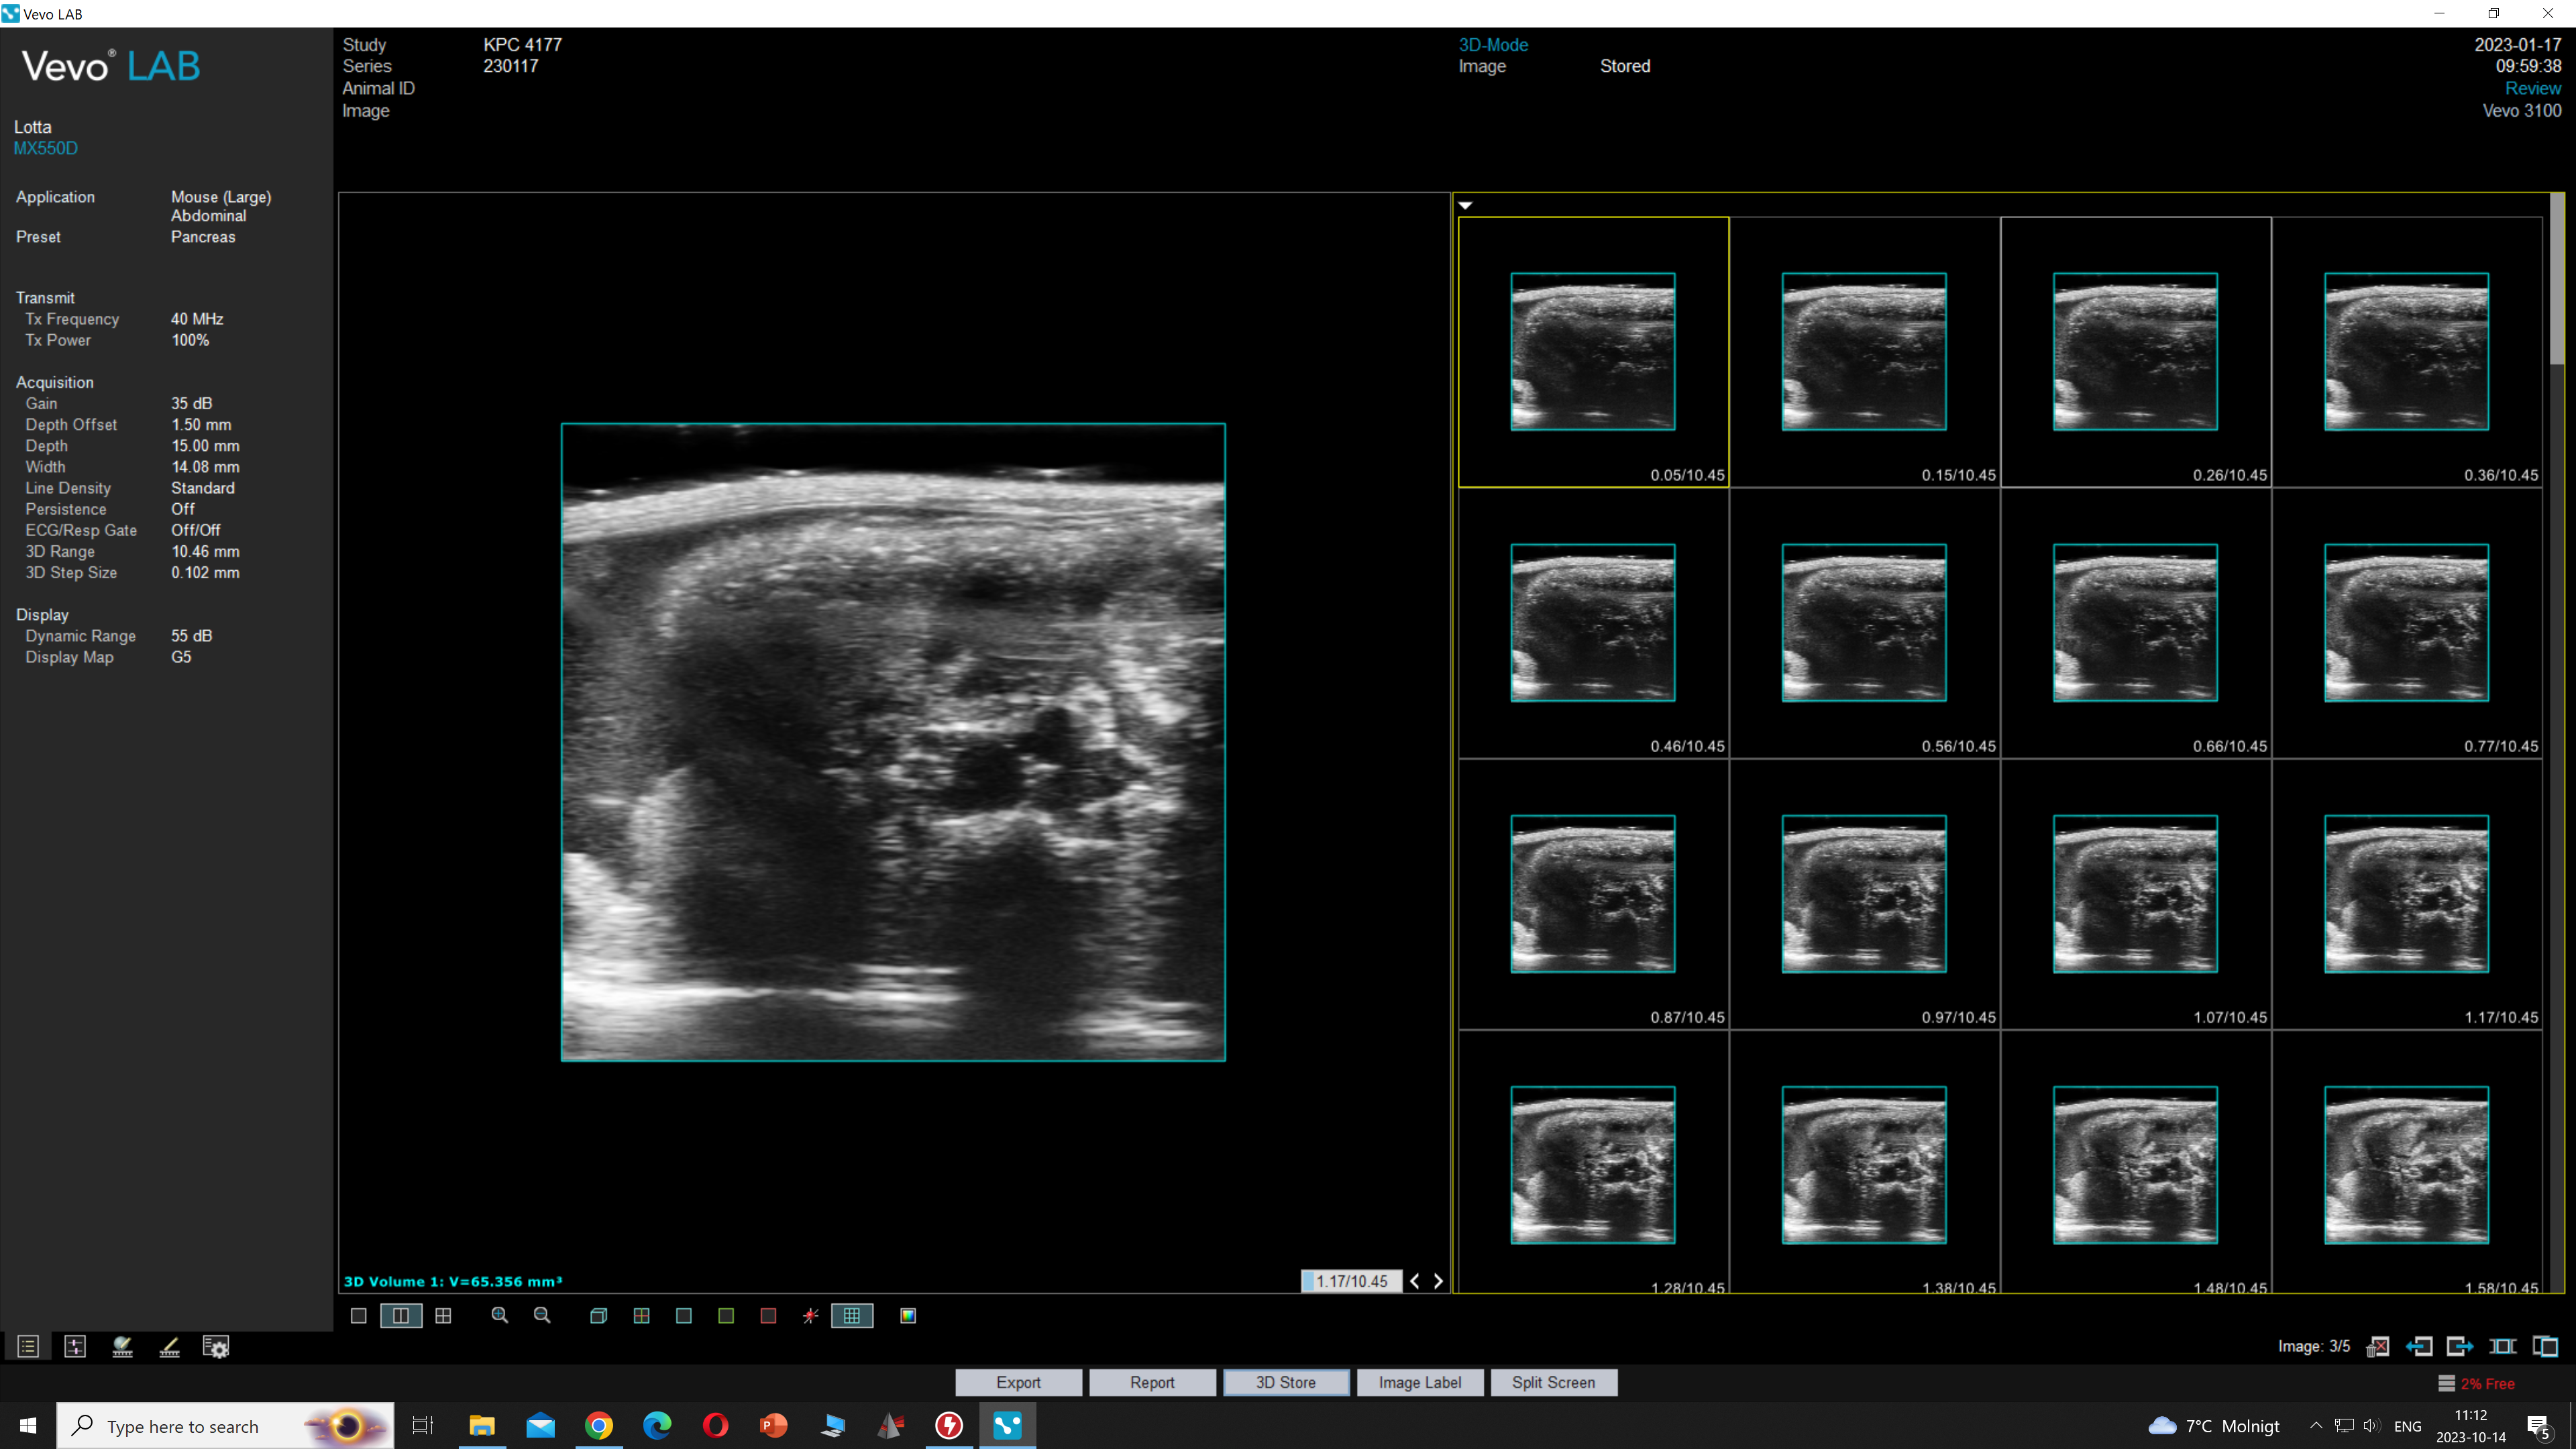 Vevo LAB
Vevo® LAB
Lotta
MX550D
Application Mouse (Large)
Abdominal
Preset Pancreas
Transmit
Tx Frequency 40 MHz
Tx Power 100%
Acquisition
Gain 35 dB
Depth Offset 1.50 mm
Depth 15.00 mm
Width 14.08 mm
Line Density Standard
Persistence Off
ECG/Resp Gate Off/Off
3D Range 10.46 mm
3D Step Size 0.102 mm
Display
Dynamic Range 55 dB
Display Map G5
Study KPC 4177
Series 230117
Animal ID
Image
3D-Mode
Image Stored
2023-01-17
09:59:38
Review
Vevo 3100
0.05/10.45 0.15/10.45 0.26/10.45 0.36/10.45
0.46/10.45 0.56/10.45 0.66/10.45 0.77/10.45
0.87/10.45 0.97/10.45 1.07/10.45 1.17/10.45
1.28/10.45 1.38/10.45 1.48/10.45 1.58/10.45
3D Volume 1: V=65.356 mm³
1.17/10.45
Image: 3/5
Export Report 3D Store Image Label Split Screen
2% Free
Type here to search
7°C Molnigt
ENG
11:12
2023-10-14
5